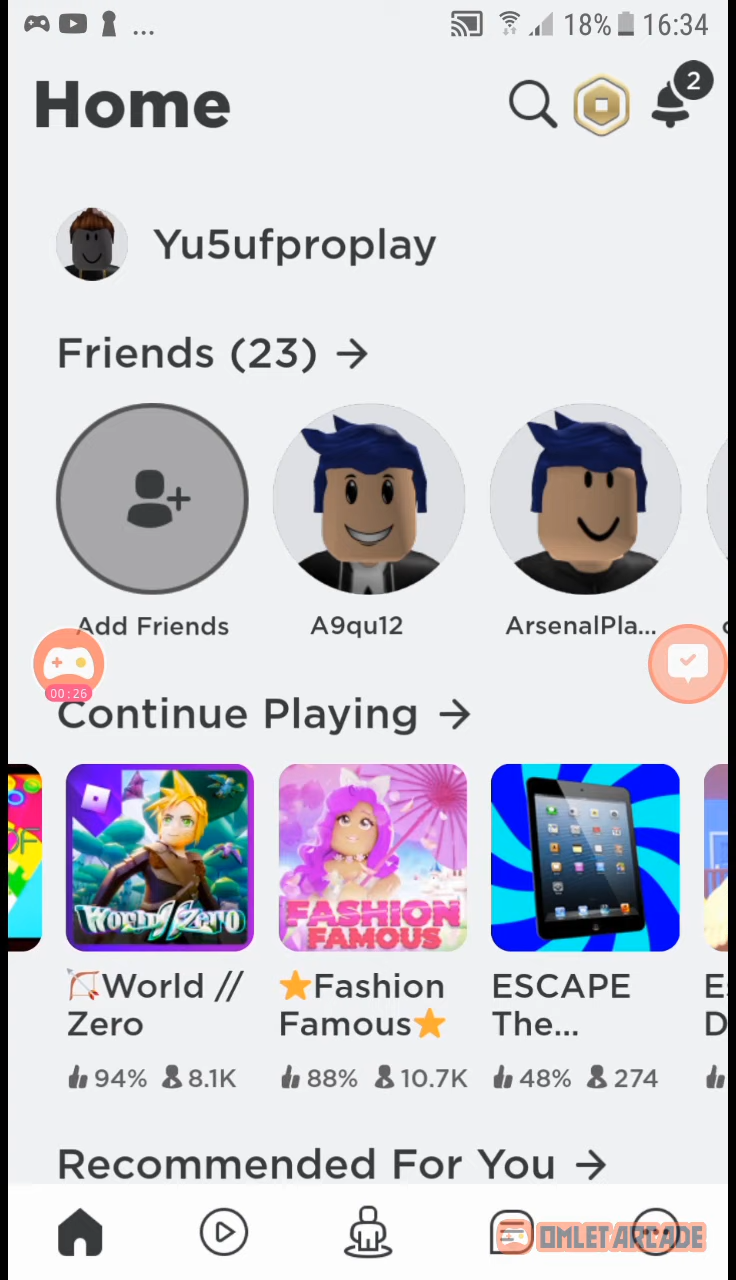 ... 18% 16:34
Home
2
Yu5ufproplay
Friends (23) →
Add Friends A9qu12 ArsenalPla...
00:26
Continue Playing →
World//Zero
FASHION
FAMOUS
🏹World // Zero
⭐Fashion Famous⭐
ESCAPE The...
94% 8.1K
88% 10.7K
48% 274
Recommended For You →
OMLET ARCADE